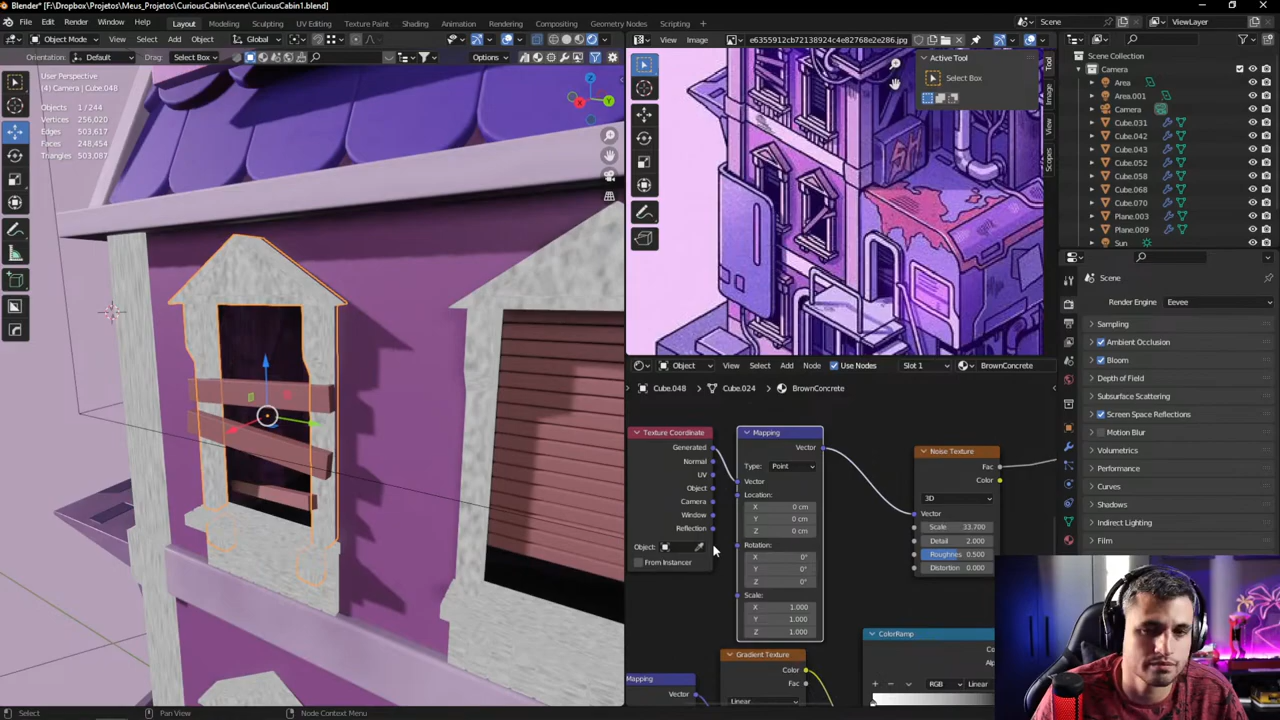 Blender* [F:\Dropbox\Projetos\Meus_Projetos\CuriousCabin\scene\CuriousCabin1.blend]
File Edit Render Window Help Layout Modeling Sculpting UV Editing Texture Paint Shading Animation Rendering Compositing Geometry Nodes Scripting Scene ViewLayer
Object Mode View Select Add Object Global
Orientation: Default Drag: Select Box Options
User Perspective
(4) Camera | Cube.048
Objects 1 / 244
Vertices 256,020
Edges 503,617
Faces 248,454
Triangles 503,087
Z
Y
X
View Image e6355912cb72138924c4e82768e2e286.jpg
Active Tool
Select Box
Tool
Image
View
Scopes
SH
Object View Select Add Node Use Nodes Slot 1 BrownConcrete
Cube.048 Cube.024 BrownConcrete
Texture Coordinate
Generated
Normal
UV
Object
Camera
Window
Reflection
Object:
From Instancer
Mapping
Vector
Type: Point
Vector
Location:
X 0 cm
Y 0 cm
Z 0 cm
Rotation:
X 0°
Y 0°
Z 0°
Scale:
X 1.000
Y 1.000
Z 1.000
Noise Texture
Fac
Color
3D
Vector
Scale 33.700
Detail 2.000
Roughness 0.500
Distortion 0.000
Mapping
Vector
Gradient Texture
Color
Fac
Linear
ColorRamp
RGB Linear
Scene Collection
Camera
Area
Area.001
Camera
Cube.031
Cube.042
Cube.043
Cube.052
Cube.058
Cube.068
Cube.070
Plane.003
Plane.009
Sun
Scene
Render Engine Eevee
Sampling
Ambient Occlusion
Bloom
Depth of Field
Subsurface Scattering
Screen Space Reflections
Motion Blur
Volumetrics
Performance
Curves
Shadows
Indirect Lighting
Film
Select Pan View Node Context Menu